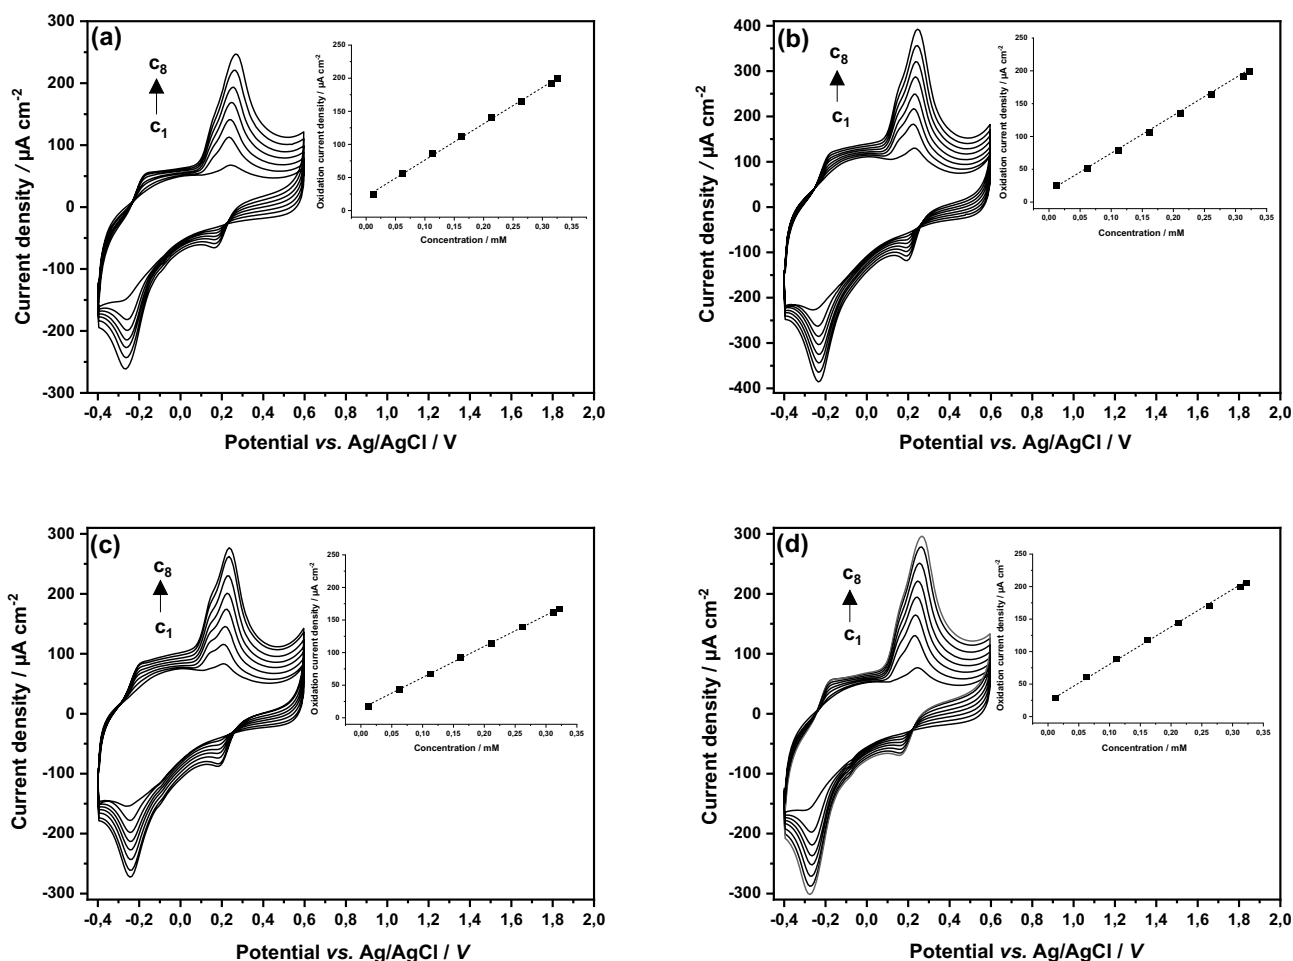 (a)
c8
c1
300
200
100
0
-100
-200
-300
-0,4 -0,2 0,0 0,2 0,4 0,6 0,8 1,0 1,2 1,4 1,6 1,8 2,0
Current density / µA cm-2
Potential vs. Ag/AgCl / V
250
200
150
100
50
0
0,00 0,05 0,10 0,15 0,20 0,25 0,30 0,35
Oxidation current density / µA cm-2
Concentration / mM
(b)
c8
c1
400
300
200
100
0
-100
-200
-300
-400
-0,4 -0,2 0,0 0,2 0,4 0,6 0,8 1,0 1,2 1,4 1,6 1,8 2,0
Current density / µA cm-2
Potential vs. Ag/AgCl / V
250
200
150
100
50
0
0,00 0,05 0,10 0,15 0,20 0,25 0,30 0,35
Oxidation current density / µA cm-2
Concentration / mM
(c)
c8
c1
300
200
100
0
-100
-200
-300
-0,4 -0,2 0,0 0,2 0,4 0,6 0,8 1,0 1,2 1,4 1,6 1,8 2,0
Current density / µA cm-2
Potential vs. Ag/AgCl / V
250
200
150
100
50
0
0,00 0,05 0,10 0,15 0,20 0,25 0,30 0,35
Oxidation current density / µA cm-2
Concentration / mM
(d)
c8
c1
300
200
100
0
-100
-200
-300
-0,4 -0,2 0,0 0,2 0,4 0,6 0,8 1,0 1,2 1,4 1,6 1,8 2,0
Current density / µA cm-2
Potential vs. Ag/AgCl / V
250
200
150
100
50
0
0,00 0,05 0,10 0,15 0,20 0,25 0,30 0,35
Oxidation current density / µA cm-2
Concentration / mM